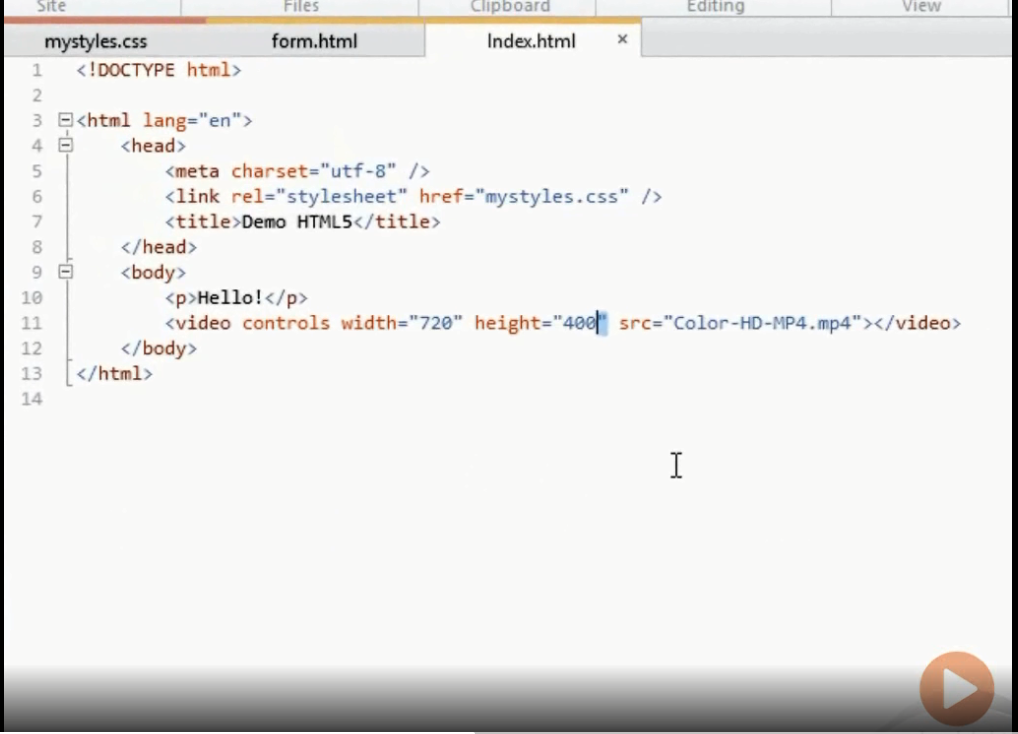 Site Files Clipboard Editing View
mystyles.css form.html Index.html ×
1 <!DOCTYPE html>
2
3 <html lang="en">
4 <head>
5 <meta charset="utf-8" />
6 <link rel="stylesheet" href="mystyles.css" />
7 <title>Demo HTML5</title>
8 </head>
9 <body>
10 <p>Hello!</p>
11 <video controls width="720" height="400" src="Color-HD-MP4.mp4"></video>
12 </body>
13 </html>
14